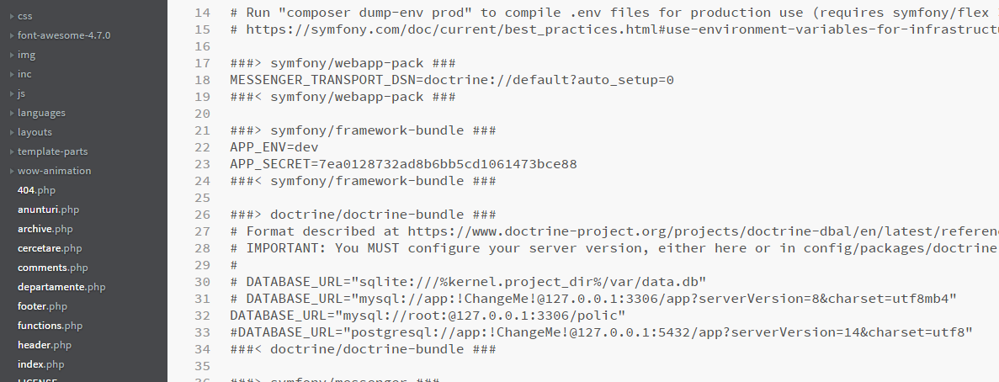 css
font-awesome-4.7.0
img
inc
js
languages
layouts
template-parts
wow-animation
404.php
anunturi.php
archive.php
cercetare.php
comments.php
departamente.php
footer.php
functions.php
header.php
index.php
LICENSE
14 # Run "composer dump-env prod" to compile .env files for production use (requires symfony/flex
15 # https://symfony.com/doc/current/best_practices.html#use-environment-variables-for-infrastructu
16
17 ###> symfony/webapp-pack ###
18 MESSENGER_TRANSPORT_DSN=doctrine://default?auto_setup=0
19 ###< symfony/webapp-pack ###
20
21 ###> symfony/framework-bundle ###
22 APP_ENV=dev
23 APP_SECRET=7ea0128732ad8b6bb5cd1061473bce88
24 ###< symfony/framework-bundle ###
25
26 ###> doctrine/doctrine-bundle ###
27 # Format described at https://www.doctrine-project.org/projects/doctrine-dbal/en/latest/referenc
28 # IMPORTANT: You MUST configure your server version, either here or in config/packages/doctrine
29 #
30 # DATABASE_URL="sqlite:///%kernel.project_dir%/var/data.db"
31 # DATABASE_URL="mysql://app:!ChangeMe!@127.0.0.1:3306/app?serverVersion=8&charset=utf8mb4"
32 DATABASE_URL="mysql://root:@127.0.0.1:3306/polic"
33 #DATABASE_URL="postgresql://app:!ChangeMe!@127.0.0.1:5432/app?serverVersion=14&charset=utf8"
34 ###< doctrine/doctrine-bundle ###
35
36 ###> symfony/messenger ###